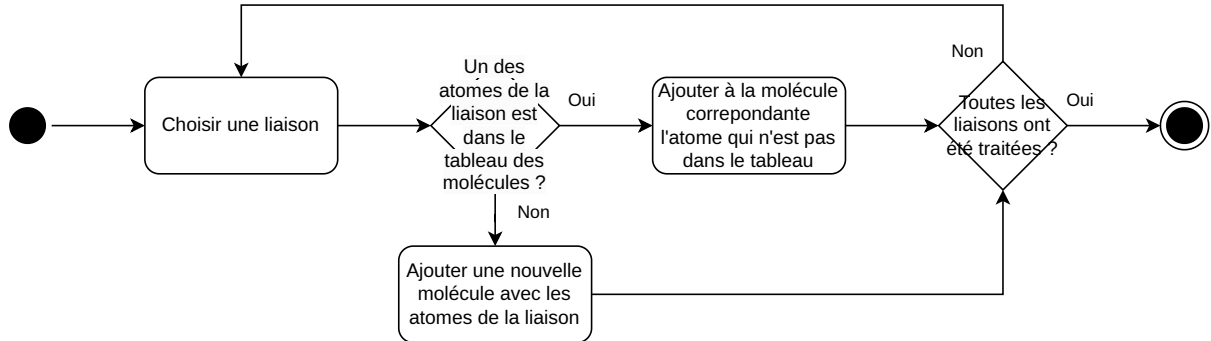 Non
Un des
atomes de la
liaison est
dans le
tableau des
molécules ?
Choisir une liaison
Oui
Ajouter à la molécule
correpondante
l'atome qui n'est pas
dans le tableau
Toutes les
liaisons ont
été traitées ?
Oui
Non
Ajouter une nouvelle
molécule avec les
atomes de la liaison